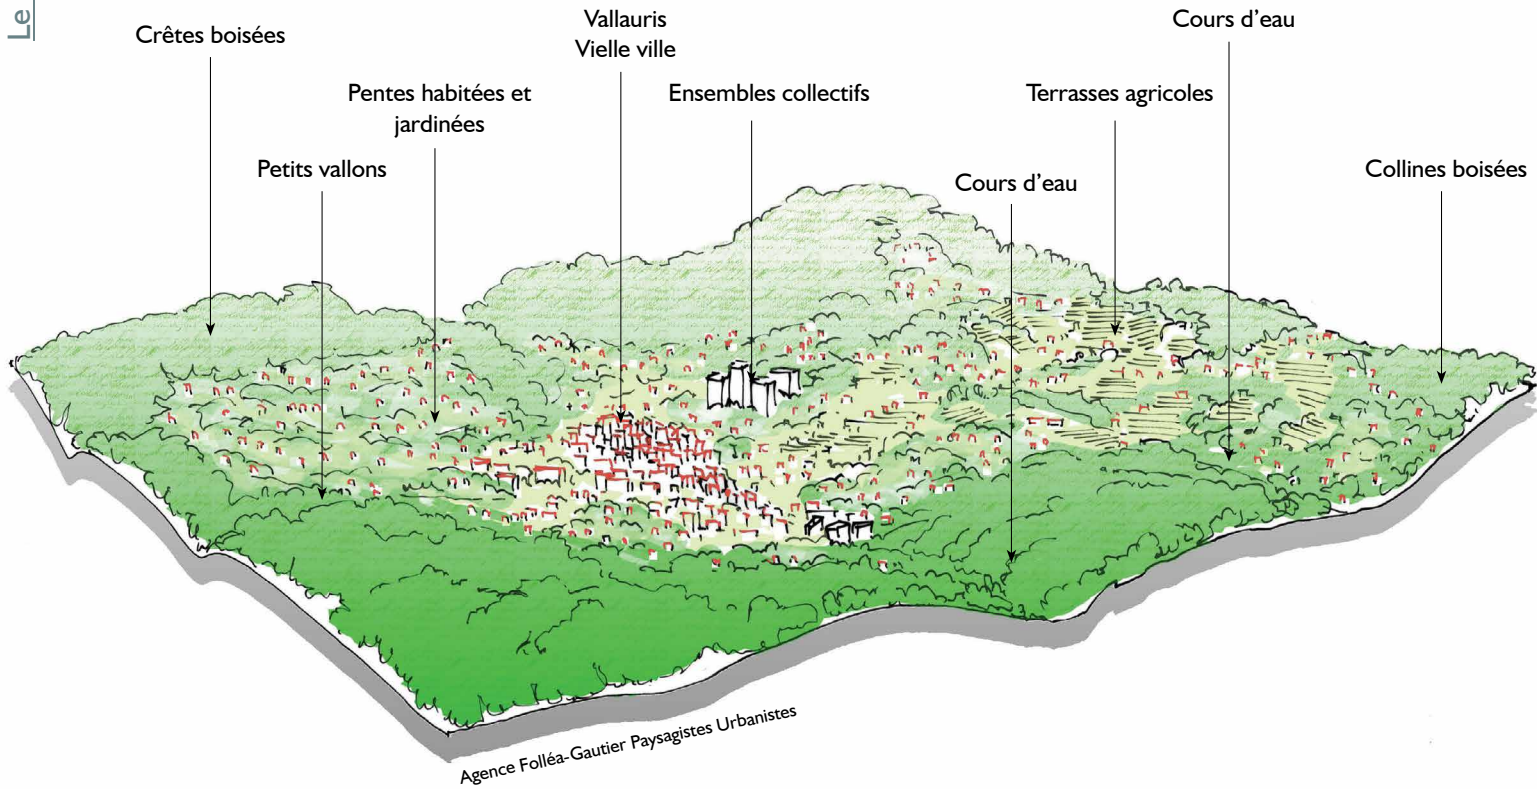 Le
Crêtes boisées
Vallauris
Vielle ville
Cours d’eau
Pentes habitées et
jardinées
Ensembles collectifs
Terrasses agricoles
Petits vallons
Cours d’eau
Collines boisées
Agence Folléa-Gautier Paysagistes Urbanistes